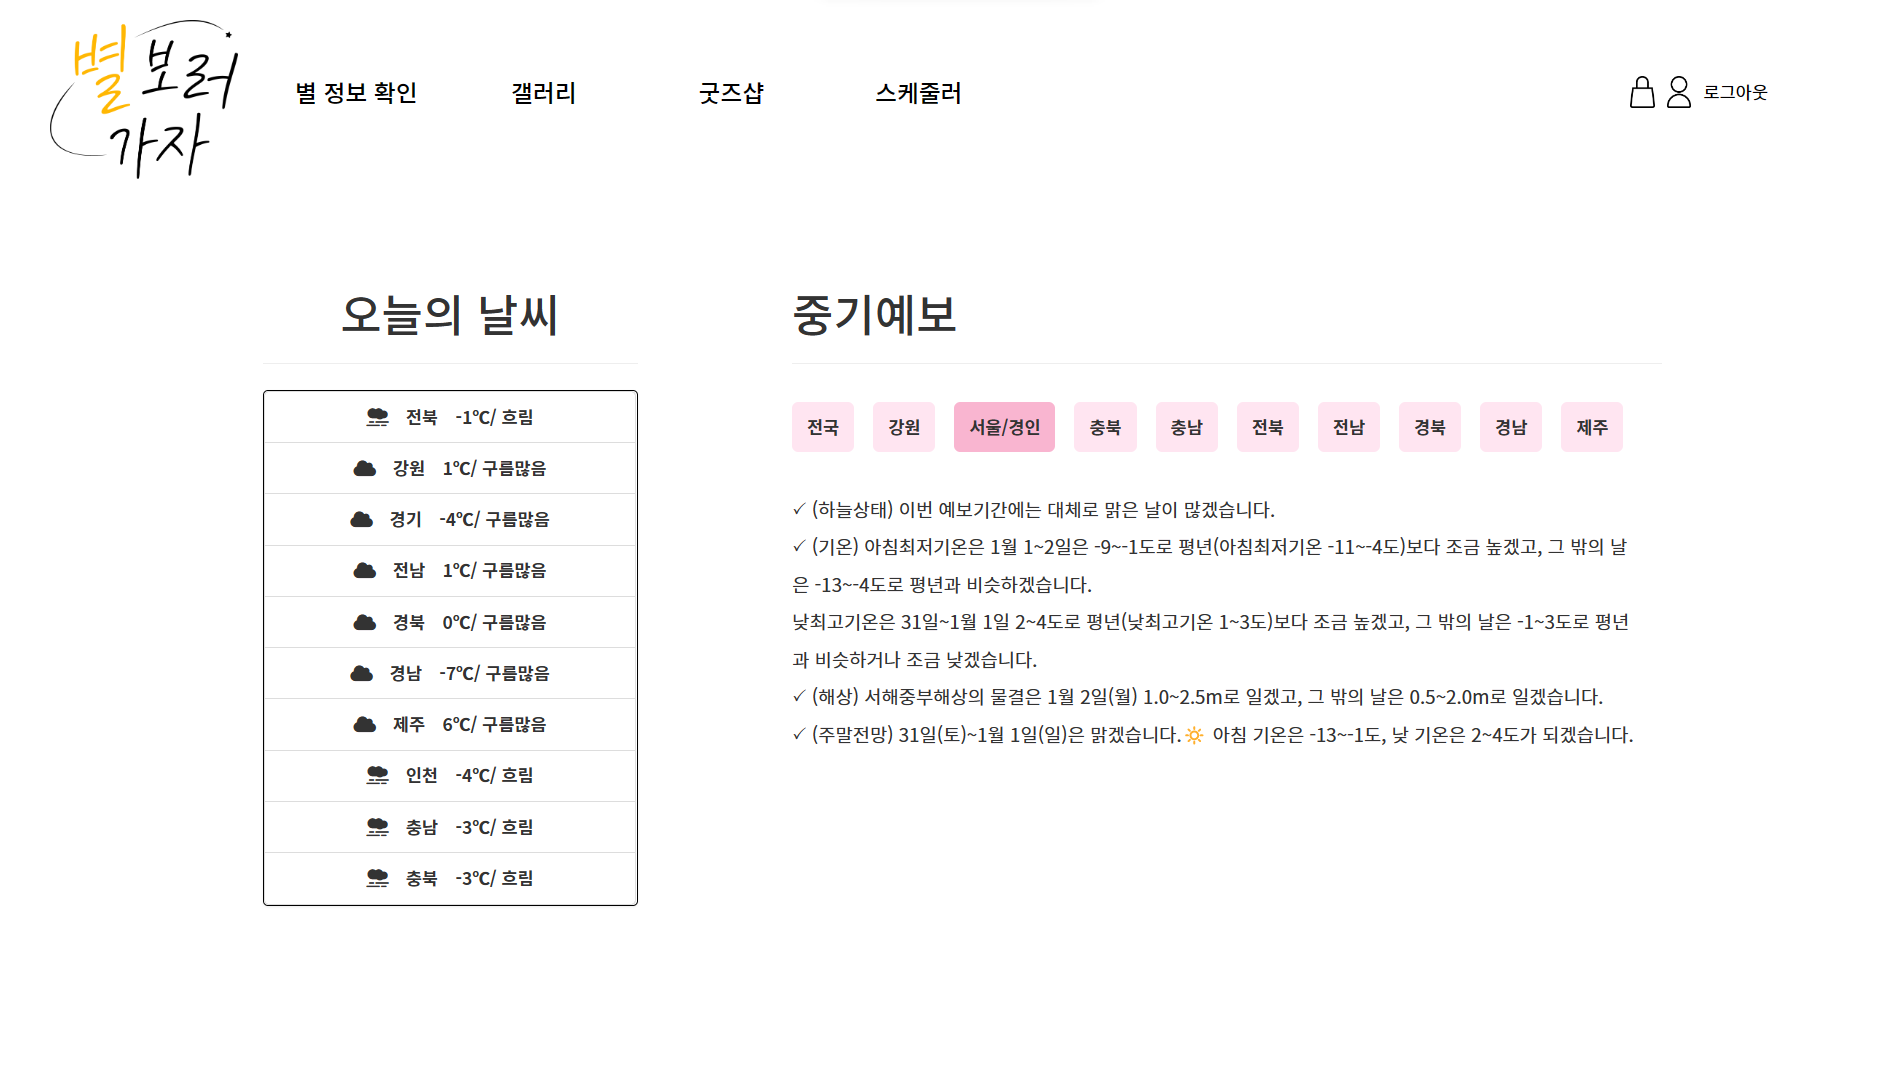 별 보러
가자
별 정보 확인 갤러리 굿즈샵 스케줄러 로그아웃
오늘의 날씨
전북 -1℃/ 흐림
강원 1℃/ 구름많음
경기 -4℃/ 구름많음
전남 1℃/ 구름많음
경북 0℃/ 구름많음
경남 -7℃/ 구름많음
제주 6℃/ 구름많음
인천 -4℃/ 흐림
충남 -3℃/ 흐림
충북 -3℃/ 흐림
중기예보
전국 강원 서울/경인 충북 충남 전북 전남 경북 경남 제주
✓ (하늘상태) 이번 예보기간에는 대체로 맑은 날이 많겠습니다.
✓ (기온) 아침최저기온은 1월 1~2일은 -9~-1도로 평년(아침최저기온 -11~-4도)보다 조금 높겠고, 그 밖의 날
은 -13~-4도로 평년과 비슷하겠습니다.
낮최고기온은 31일~1월 1일 2~4도로 평년(낮최고기온 1~3도)보다 조금 높겠고, 그 밖의 날은 -1~3도로 평년
과 비슷하거나 조금 낮겠습니다.
✓ (해상) 서해중부해상의 물결은 1월 2일(월) 1.0~2.5m로 일겠고, 그 밖의 날은 0.5~2.0m로 일겠습니다.
✓ (주말전망) 31일(토)~1월 1일(일)은 맑겠습니다.🔆 아침 기온은 -13~-1도, 낮 기온은 2~4도가 되겠습니다.